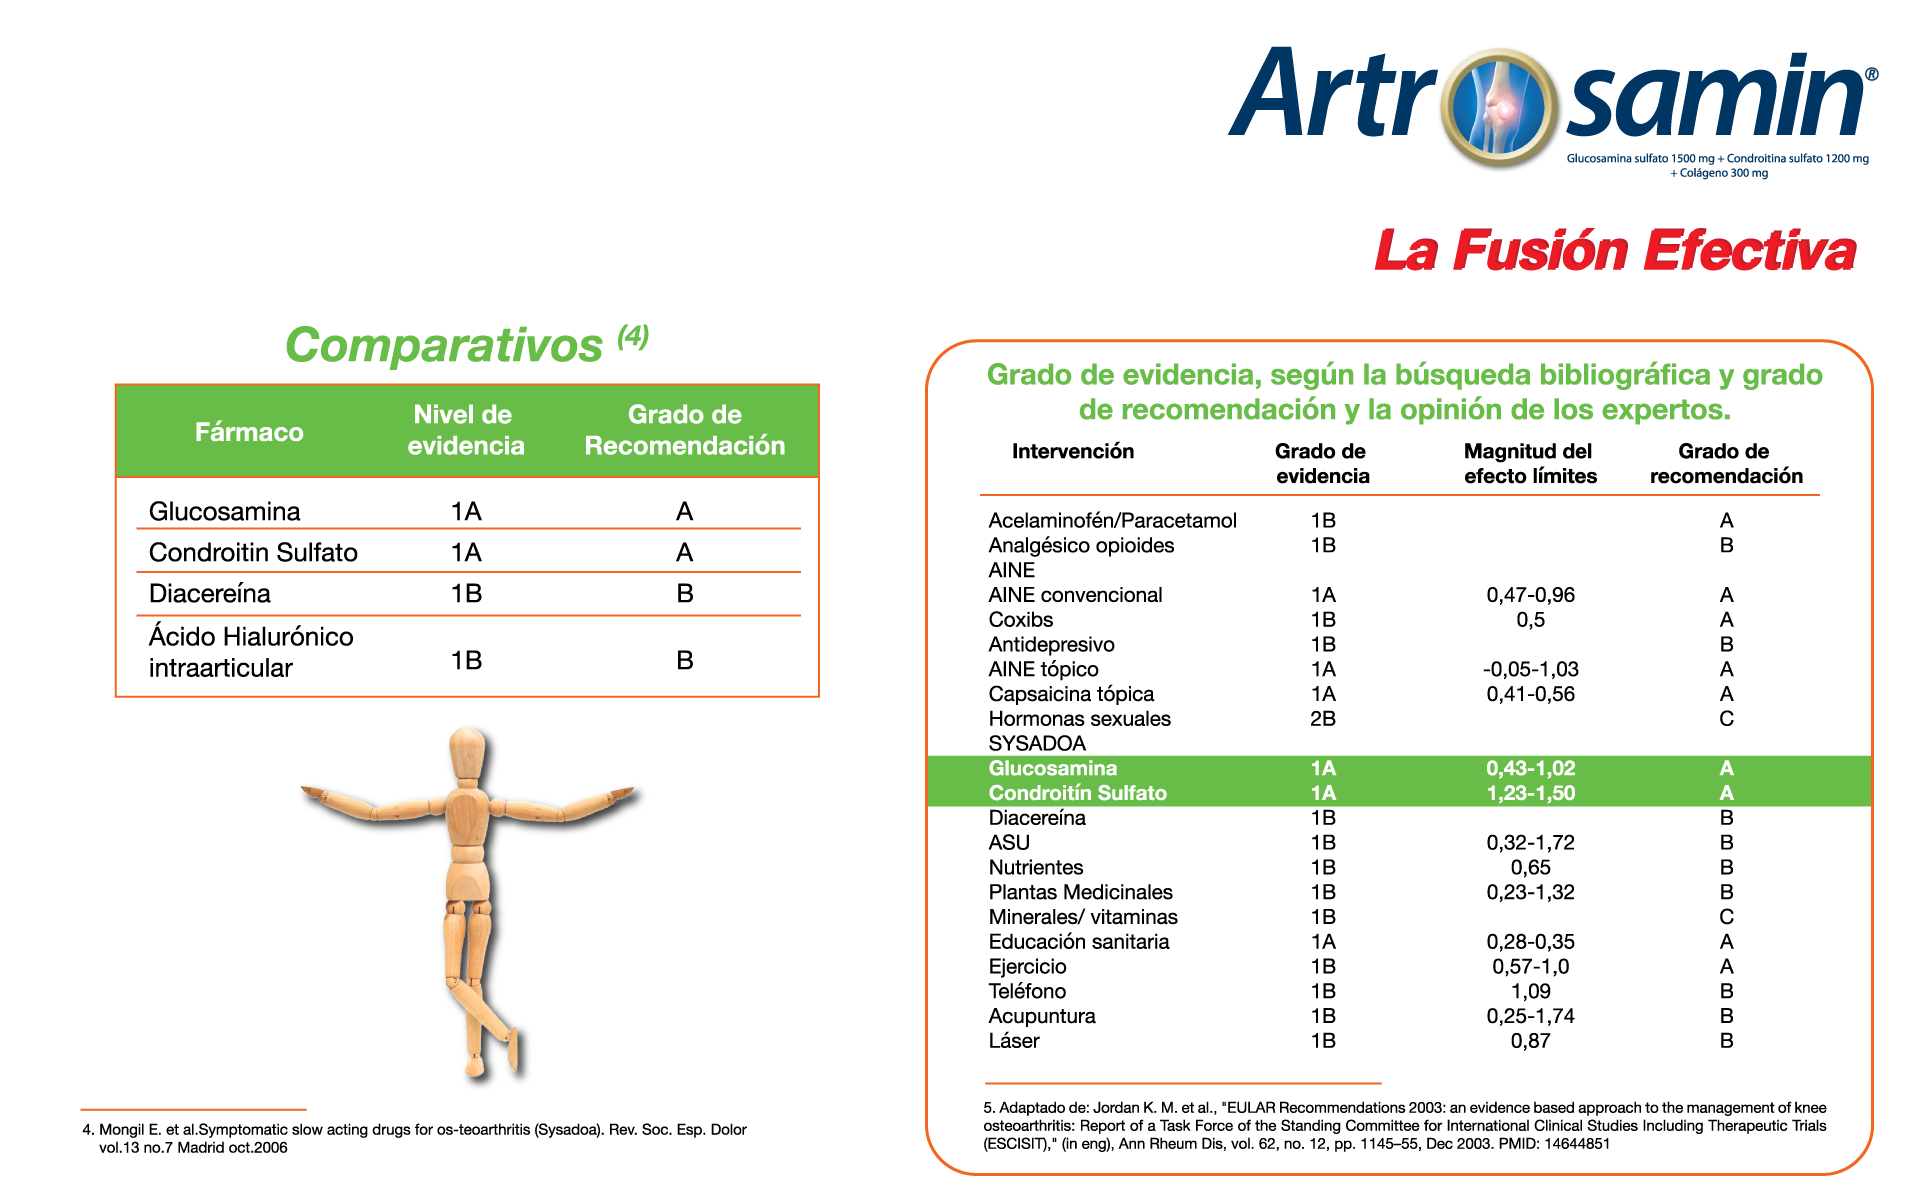 Artrosamin®
Glucosamina sulfato 1500 mg + Condroitina sulfato 1200 mg
+ Colágeno 300 mg
La Fusión Efectiva
Comparativos (4)
Fármaco Nivel de evidencia Grado de Recomendación
Glucosamina 1A A
Condroitin Sulfato 1A A
Diacereína 1B B
Ácido Hialurónico
intraarticular 1B B
4. Mongil E. et al.Symptomatic slow acting drugs for os-teoarthritis (Sysadoa). Rev. Soc. Esp. Dolor
vol.13 no.7 Madrid oct.2006
Grado de evidencia, según la búsqueda bibliográfica y grado
de recomendación y la opinión de los expertos.
Intervención Grado de evidencia Magnitud del efecto límites Grado de recomendación
Acelaminofén/Paracetamol 1B A
Analgésico opioides 1B B
AINE
AINE convencional 1A 0,47-0,96 A
Coxibs 1B 0,5 A
Antidepresivo 1B B
AINE tópico 1A -0,05-1,03 A
Capsaicina tópica 1A 0,41-0,56 A
Hormonas sexuales 2B C
SYSADOA
Glucosamina 1A 0,43-1,02 A
Condroitín Sulfato 1A 1,23-1,50 A
Diacereína 1B B
ASU 1B 0,32-1,72 B
Nutrientes 1B 0,65 B
Plantas Medicinales 1B 0,23-1,32 B
Minerales/ vitaminas 1B C
Educación sanitaria 1A 0,28-0,35 A
Ejercicio 1B 0,57-1,0 A
Teléfono 1B 1,09 B
Acupuntura 1B 0,25-1,74 B
Láser 1B 0,87 B
5. Adaptado de: Jordan K. M. et al., "EULAR Recommendations 2003: an evidence based approach to the management of knee
osteoarthritis: Report of a Task Force of the Standing Committee for International Clinical Studies Including Therapeutic Trials
(ESCISIT)," (in eng), Ann Rheum Dis, vol. 62, no. 12, pp. 1145–55, Dec 2003. PMID: 14644851